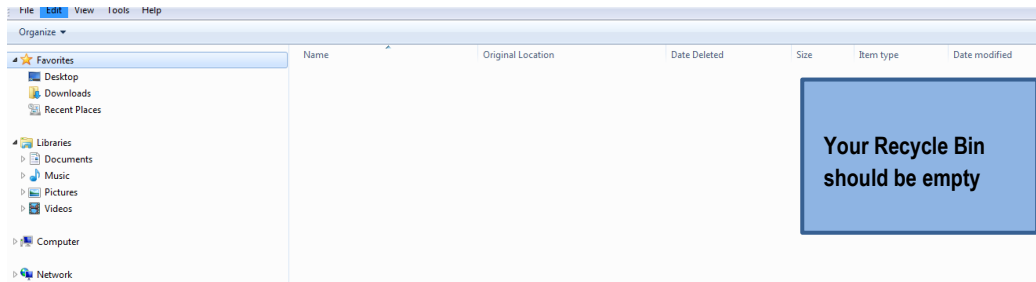 File Edit View Tools Help
Organize
Name Original Location Date Deleted Size Item type Date modified
Favorites
Desktop
Downloads
Recent Places
Libraries
Documents
Music
Pictures
Videos
Computer
Network
Your Recycle Bin
should be empty